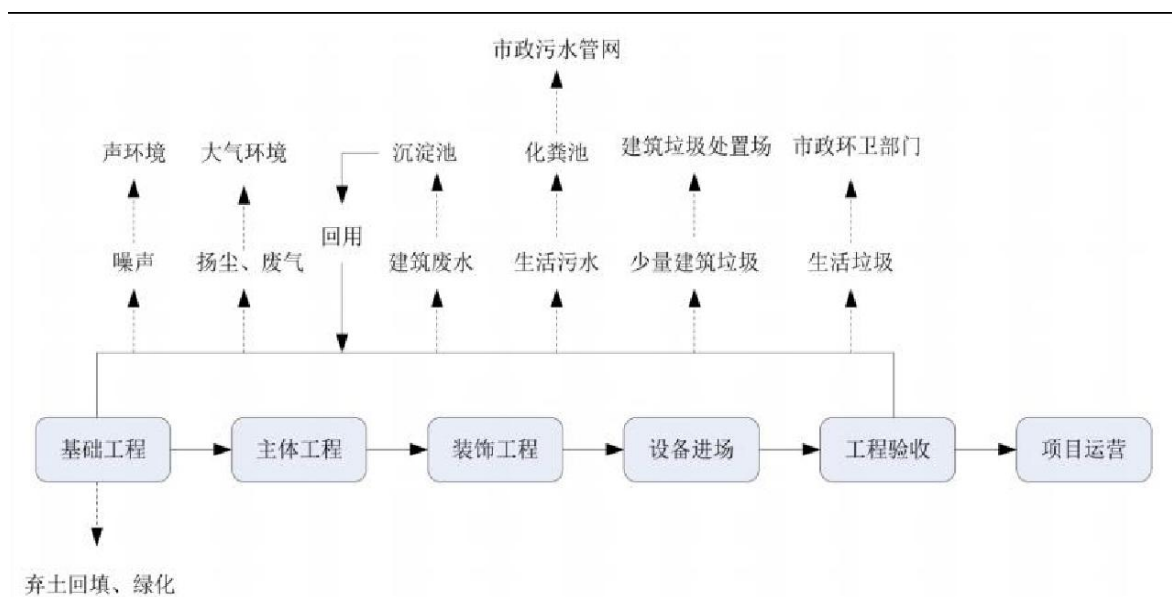 市政污水管网
声环境 大气环境 沉淀池 化粪池 建筑垃圾处置场 市政环卫部门
回用
噪声 扬尘、废气 建筑废水 生活污水 少量建筑垃圾 生活垃圾
基础工程 主体工程 装饰工程 设备进场 工程验收 项目运营
弃土回填、绿化